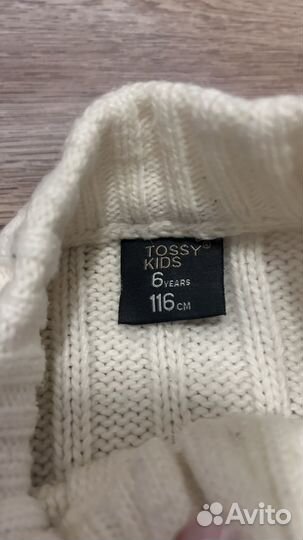 TOSSY®
KIDS
6 YEARS
116 CM
Avito